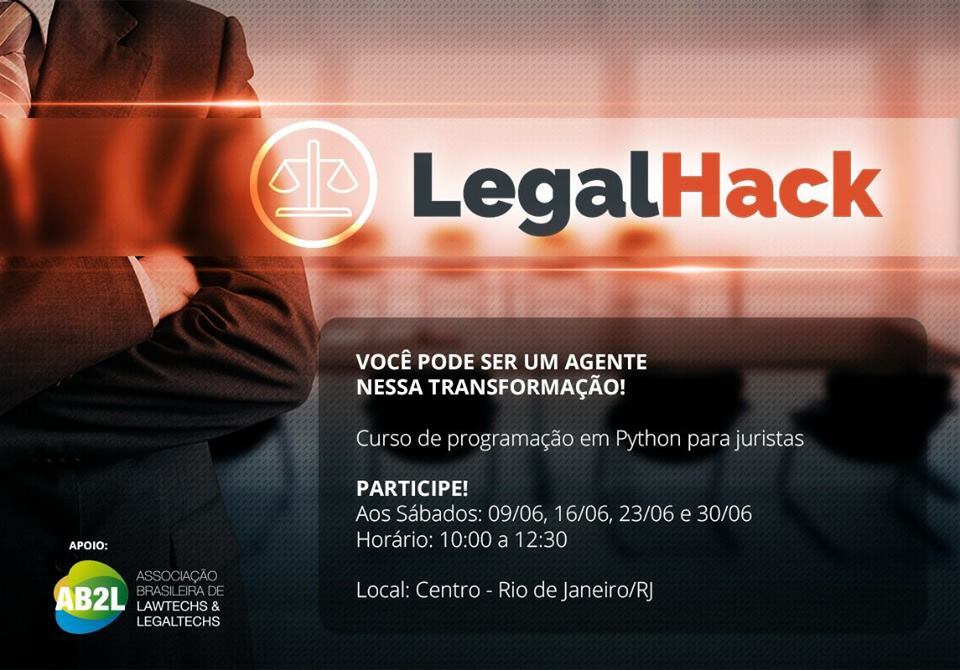 LegalHack
VOCÊ PODE SER UM AGENTE
NESSA TRANSFORMAÇÃO!
Curso de programação em Python para juristas
PARTICIPE!
Aos Sábados: 09/06, 16/06, 23/06 e 30/06
Horário: 10:00 a 12:30
Local: Centro - Rio de Janeiro/RJ
APOIO:
AB2L
ASSOCIAÇÃO
BRASILEIRA DE
LAWTECHS &
LEGALTECHS